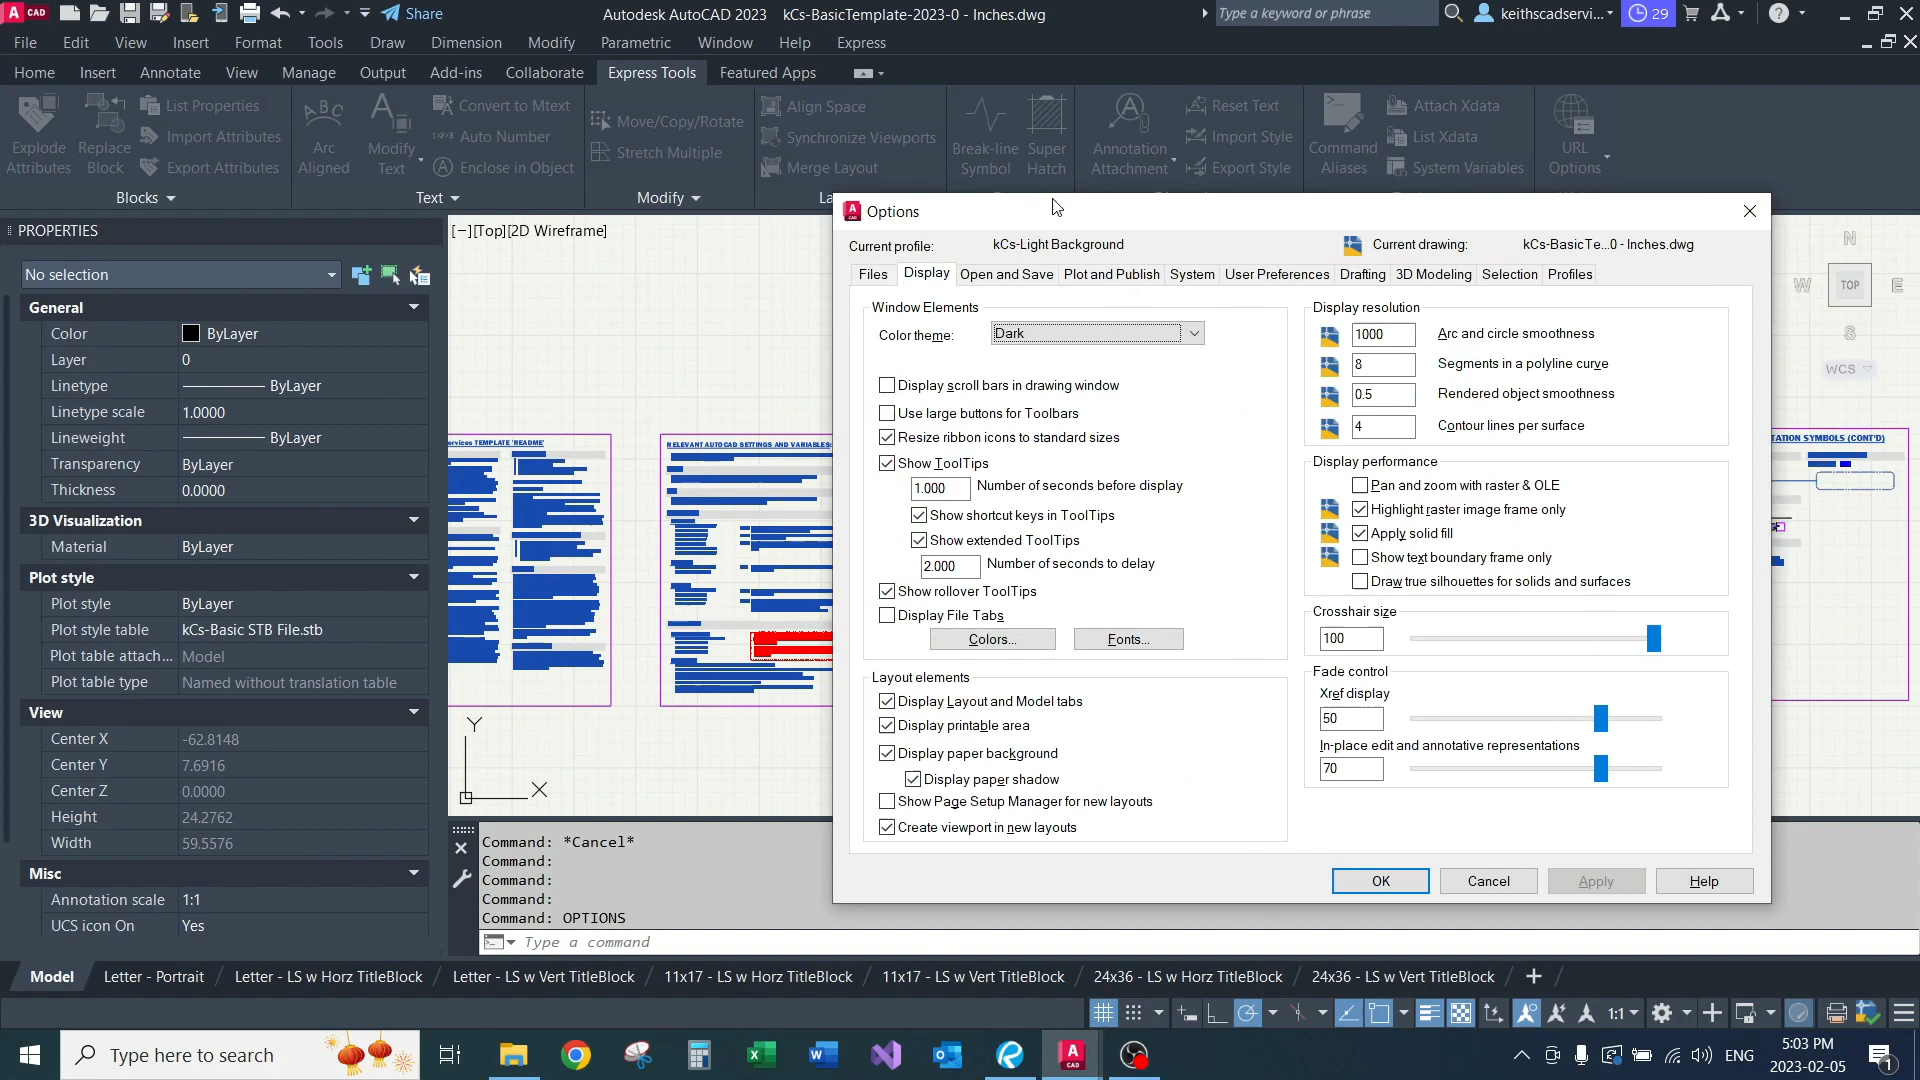 CAD
Share
Autodesk AutoCAD 2023 kCs-BasicTemplate-2023-0 - Inches.dwg
Type a keyword or phrase
keithscadservi...
29
File Edit View Insert Format Tools Draw Dimension Modify Parametric Window Help Express
Home Insert Annotate View Manage Output Add-ins Collaborate Express Tools Featured Apps
Explode Attributes
Replace Block
List Properties
Import Attributes
Export Attributes
Blocks
Arc Aligned
Modify Text
Convert to Mtext
Auto Number
Enclose in Object
Text
Move/Copy/Rotate
Stretch Multiple
Modify
Align Space
Synchronize Viewports
Merge Layout
Break-line Symbol
Super Hatch
Annotation Attachment
Reset Text
Import Style
Export Style
Command Aliases
Attach Xdata
List Xdata
System Variables
URL Options
PROPERTIES
No selection
General
Color ByLayer
Layer 0
Linetype ByLayer
Linetype scale 1.0000
Lineweight ByLayer
Transparency ByLayer
Thickness 0.0000
3D Visualization
Material ByLayer
Plot style
Plot style ByLayer
Plot style table kCs-Basic STB File.stb
Plot table attach... Model
Plot table type Named without translation table
View
Center X -62.8148
Center Y 7.6916
Center Z 0.0000
Height 24.2762
Width 59.5576
Misc
Annotation scale 1:1
UCS icon On Yes
[−][Top][2D Wireframe]
ervices TEMPLATE 'README'
RELEVANT AUTOCAD SETTINGS AND VARIABLES:
TATION SYMBOLS (CONT'D)
N
W TOP E
S
WCS
Y
X
Options
Current profile: kCs-Light Background
Current drawing: kCs-BasicTe...0 - Inches.dwg
Files Display Open and Save Plot and Publish System User Preferences Drafting 3D Modeling Selection Profiles
Window Elements
Color theme: Dark
Display scroll bars in drawing window
Use large buttons for Toolbars
Resize ribbon icons to standard sizes
Show ToolTips
1.000 Number of seconds before display
Show shortcut keys in ToolTips
Show extended ToolTips
2.000 Number of seconds to delay
Show rollover ToolTips
Display File Tabs
Colors... Fonts...
Layout elements
Display Layout and Model tabs
Display printable area
Display paper background
Display paper shadow
Show Page Setup Manager for new layouts
Create viewport in new layouts
Display resolution
1000 Arc and circle smoothness
8 Segments in a polyline curve
0.5 Rendered object smoothness
4 Contour lines per surface
Display performance
Pan and zoom with raster & OLE
Highlight raster image frame only
Apply solid fill
Show text boundary frame only
Draw true silhouettes for solids and surfaces
Crosshair size
100
Fade control
Xref display
50
In-place edit and annotative representations
70
OK Cancel Apply Help
Command: *Cancel*
Command:
Command:
Command:
Command: OPTIONS
Type a command
Model Letter - Portrait Letter - LS w Horz TitleBlock Letter - LS w Vert TitleBlock 11x17 - LS w Horz TitleBlock 11x17 - LS w Vert TitleBlock 24x36 - LS w Horz TitleBlock 24x36 - LS w Vert TitleBlock
1:1
Type here to search
ENG
5:03 PM
2023-02-05
1